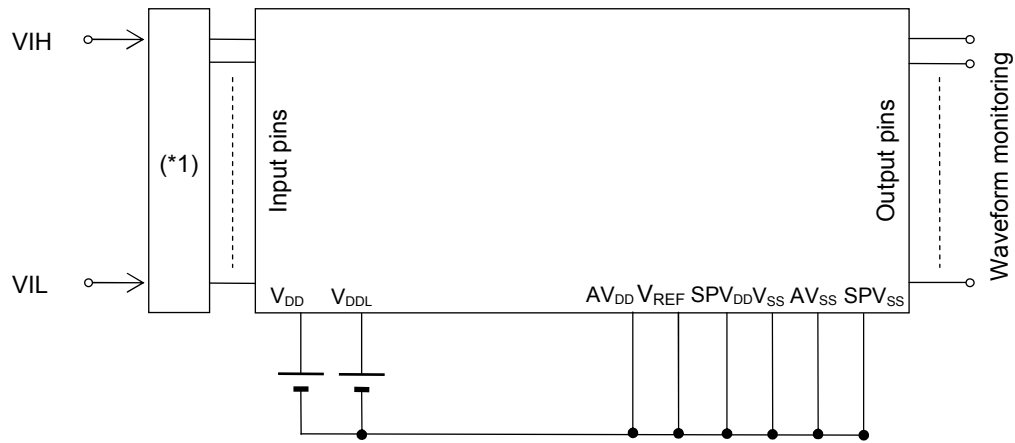 VIH
VIL
(*1)
Input pins
Output pins
Waveform monitoring
VDD VDDL AVDD VREF SPVDD VSS AVSS SPVSS